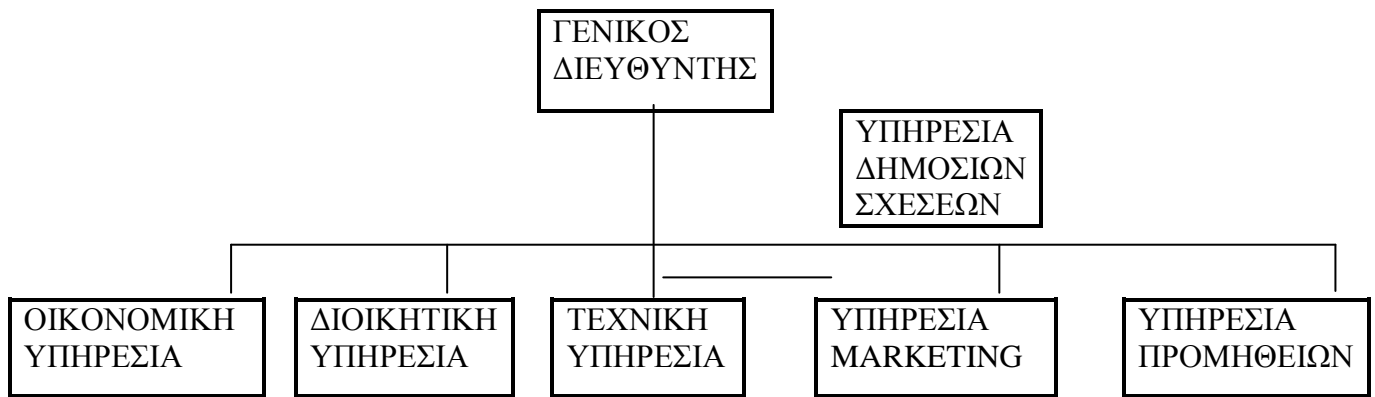 ΓΕΝΙΚΟΣ
ΔΙΕΥΘΥΝΤΗΣ
ΥΠΗΡΕΣΙΑ
ΔΗΜΟΣΙΩΝ
ΣΧΕΣΕΩΝ
ΟΙΚΟΝΟΜΙΚΗ
ΥΠΗΡΕΣΙΑ
ΔΙΟΙΚΗΤΙΚΗ
ΥΠΗΡΕΣΙΑ
ΤΕΧΝΙΚΗ
ΥΠΗΡΕΣΙΑ
ΥΠΗΡΕΣΙΑ
MARKETING
ΥΠΗΡΕΣΙΑ
ΠΡΟΜΗΘΕΙΩΝ